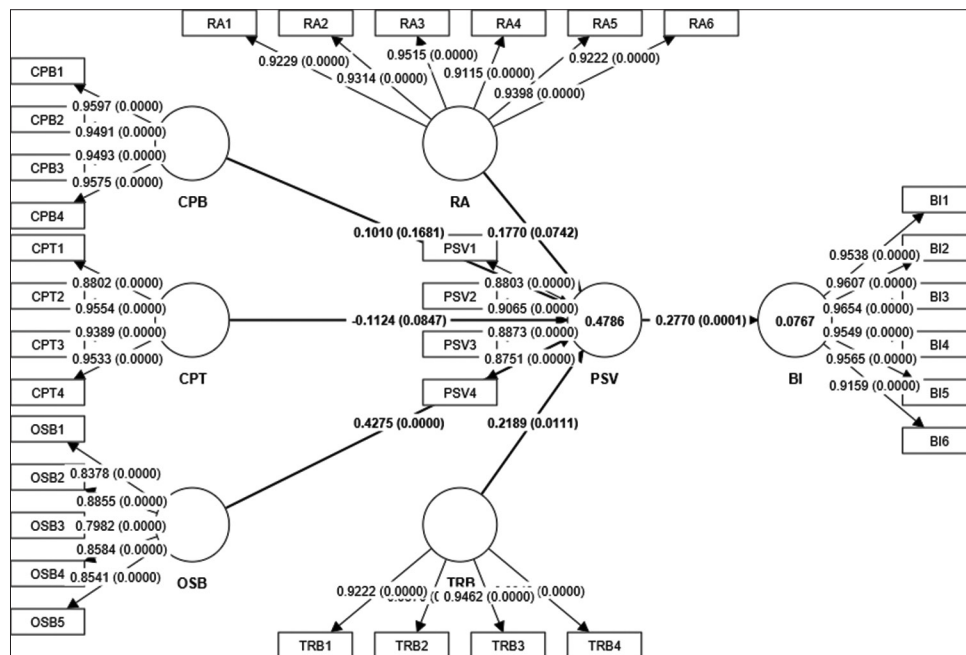 RA1 RA2 RA3 RA4 RA5 RA6
0.9229 (0.0000)
0.9314 (0.0000)
0.9515 (0.0000)
0.9115 (0.0000)
0.9398 (0.0000)
0.9222 (0.0000)
RA
CPB1
CPB2
CPB3
CPB4
0.9597 (0.0000)
0.9491 (0.0000)
0.9493 (0.0000)
0.9575 (0.0000)
CPB
0.1010 (0.1681)
0.1770 (0.0742)
CPT1
CPT2
CPT3
CPT4
0.8802 (0.0000)
0.9554 (0.0000)
0.9389 (0.0000)
0.9533 (0.0000)
CPT
-0.1124 (0.0847)
PSV1
PSV2
PSV3
PSV4
0.8803 (0.0000)
0.9065 (0.0000)
0.8873 (0.0000)
0.8751 (0.0000)
0.4786
PSV
0.2770 (0.0001)
0.0767
BI
BI1
BI2
BI3
BI4
BI5
BI6
0.9538 (0.0000)
0.9607 (0.0000)
0.9654 (0.0000)
0.9549 (0.0000)
0.9565 (0.0000)
0.9159 (0.0000)
OSB1
OSB2
OSB3
OSB4
OSB5
0.8378 (0.0000)
0.8855 (0.0000)
0.7982 (0.0000)
0.8584 (0.0000)
0.8541 (0.0000)
OSB
0.4275 (0.0000)
0.2189 (0.0111)
TRB
0.9222 (0.0000)
0.9462 (0.0000)
(0.0000)
TRB1 TRB2 TRB3 TRB4